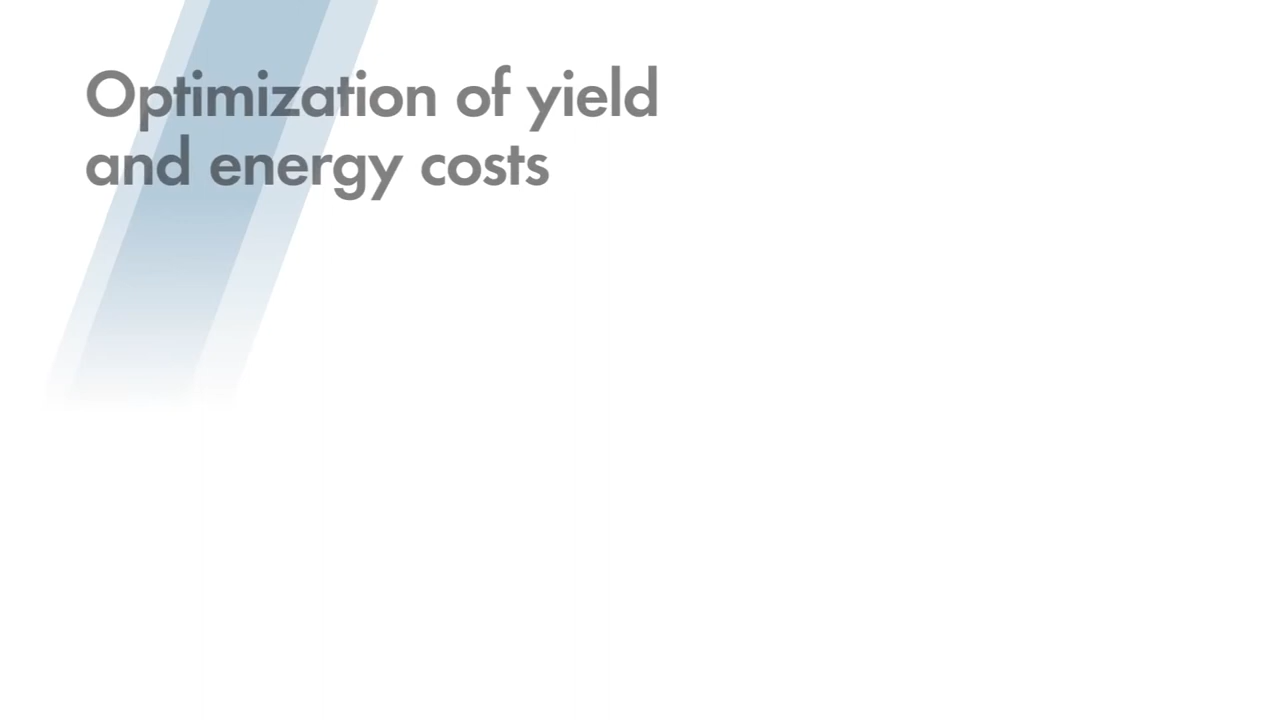 Optimization of yield
and energy costs